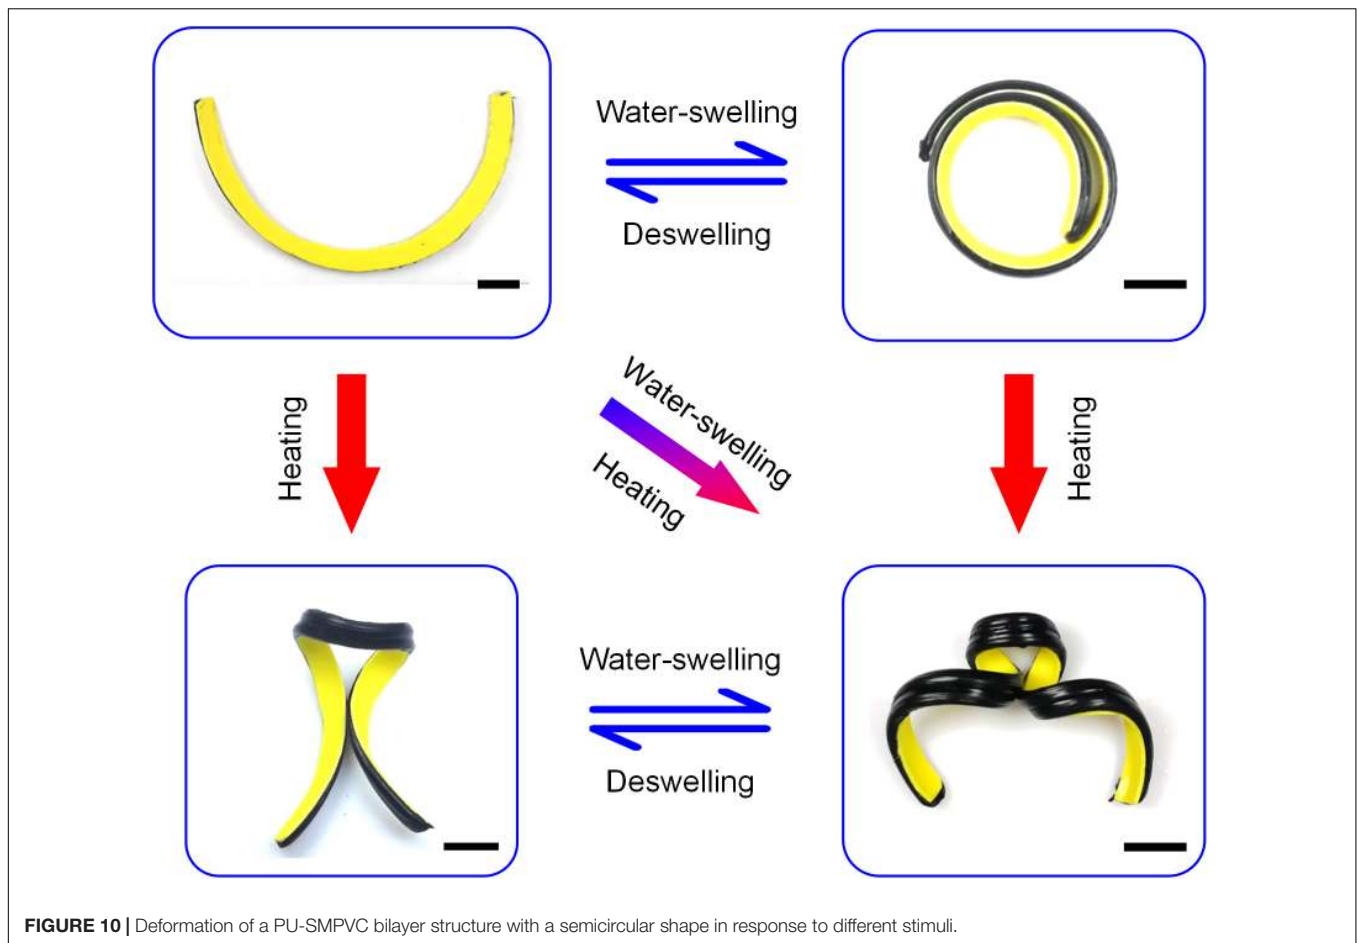 Water-swelling
Deswelling
Heating
Water-swelling
Heating
Heating
Water-swelling
Deswelling
FIGURE 10 | Deformation of a PU-SMPVC bilayer structure with a semicircular shape in response to different stimuli.